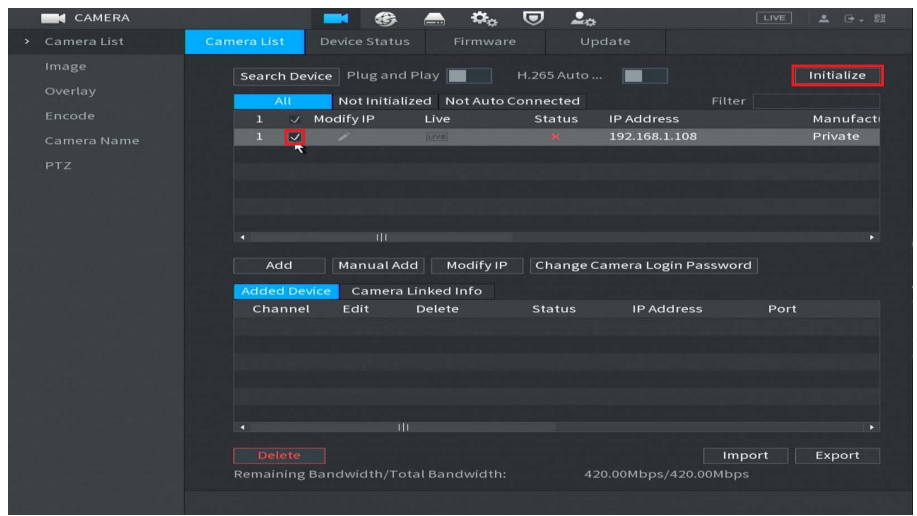 CAMERA LIVE
> Camera List
Image
Overlay
Encode
Camera Name
PTZ
Camera List Device Status Firmware Update
Search Device Plug and Play H.265 Auto ... Initialize
All Not Initialized Not Auto Connected Filter
1 Modify IP Live Status IP Address Manufact
1 LIVE 192.168.1.108 Private
Add Manual Add Modify IP Change Camera Login Password
Added Device Camera Linked Info
Channel Edit Delete Status IP Address Port
Delete Import Export
Remaining Bandwidth/Total Bandwidth: 420.00Mbps/420.00Mbps